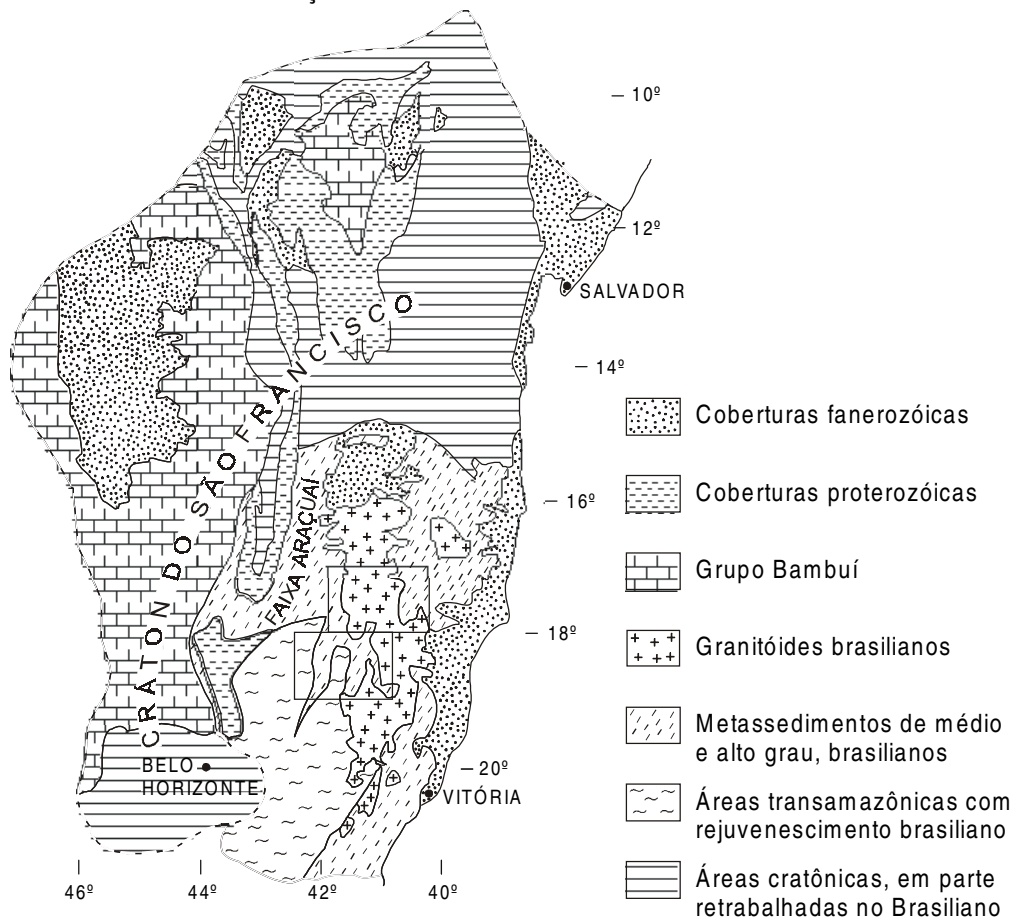 10º
12º
SALVADOR
14º
16º
18º
20º
CRATON DO SÃO FRANCISCO
FAIXA ARAÇUAI
BELO
HORIZONTE
VITÓRIA
46º 44º 42º 40º
Coberturas fanerozóicas
Coberturas proterozóicas
Grupo Bambuí
Granitóides brasilianos
Metassedimentos de médio
e alto grau, brasilianos
Áreas transamazônicas com
rejuvenescimento brasiliano
Áreas cratônicas, em parte
retrabalhadas no Brasiliano